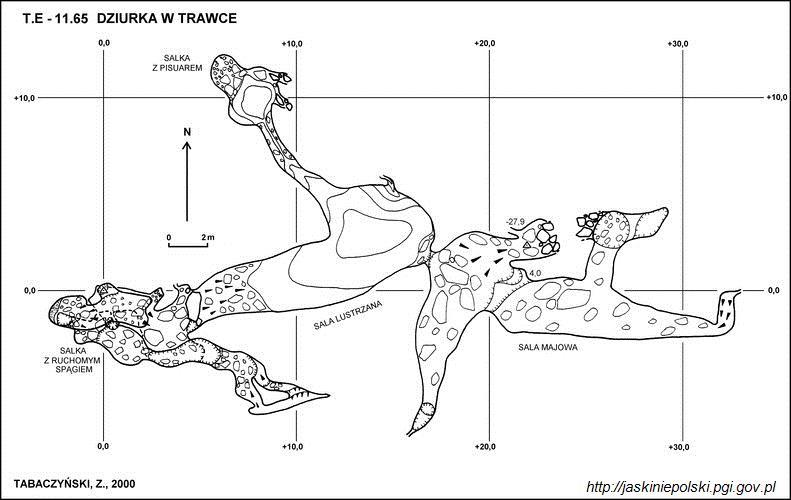 T.E - 11.65 DZIURKA W TRAWCE
0,0
+10,0
+20,0
+30,0
SALKA
Z PISUAREM
+10,0
+10,0
N
0 2m
-27,9
4,0
0,0
0,0
SALA LUSTRZANA
SALA MAJOWA
SALKA
Z RUCHOMYM
SPĄGIEM
0,0
+10,0
+20,0
+30,0
TABACZYŃSKI, Z., 2000
http://jaskiniepolski.pgi.gov.pl